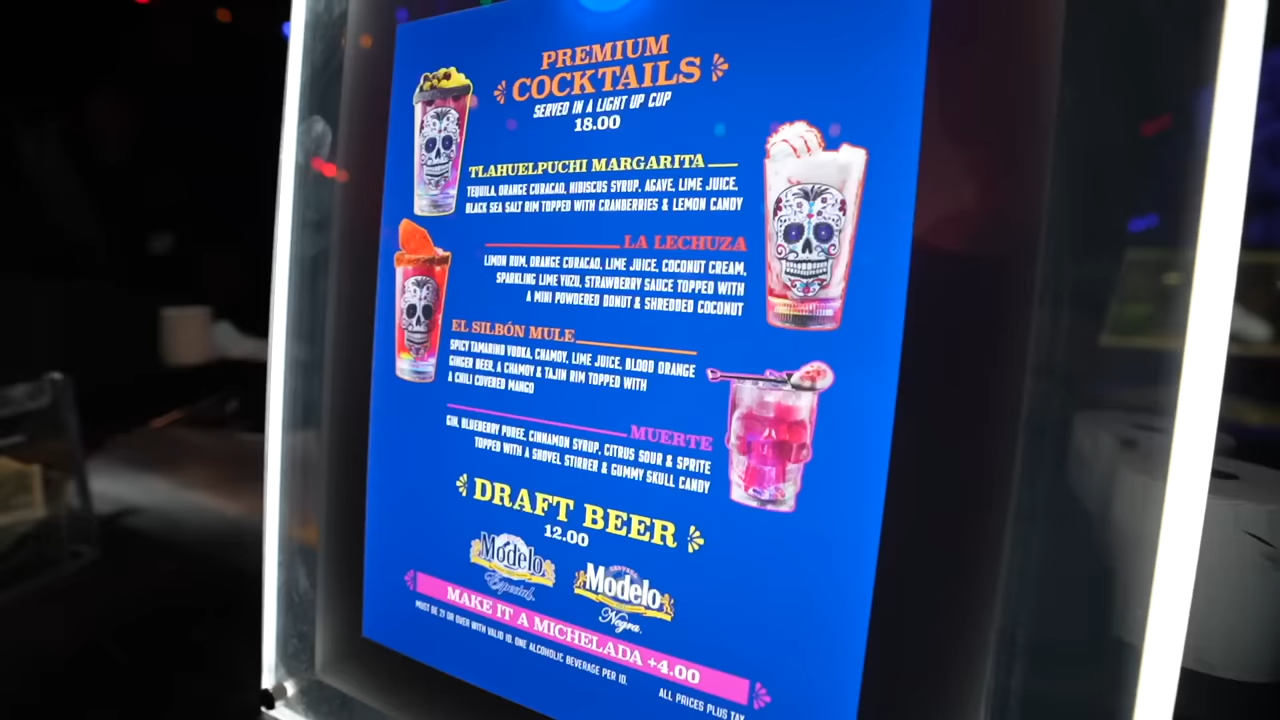 PREMIUM
COCKTAILS
SERVED IN A LIGHT UP CUP
18.00
TLAHUELPUCHI MARGARITA
TEQUILA, ORANGE CURACAO, HIBISCUS SYRUP, AGAVE, LIME JUICE,
BLACK SEA SALT RIM TOPPED WITH CRANBERRIES & LEMON CANDY
LA LECHUZA
LIMON RUM, ORANGE CURACAO, LIME JUICE, COCONUT CREAM,
SPARKLING LIME YUZU, STRAWBERRY SAUCE TOPPED WITH
A MINI POWDERED DONUT & SHREDDED COCONUT
EL SILBÓN MULE
SPICY TAMARIND VODKA, CHAMOY, LIME JUICE, BLOOD ORANGE
GINGER BEER, A CHAMOY & TAJIN RIM TOPPED WITH
A CHILI COVERED MANGO
MUERTE
GIN, BLUEBERRY PUREE, CINNAMON SYRUP, CITRUS SOUR & SPRITE
TOPPED WITH A SHOVEL STIRRER & GUMMY SKULL CANDY
DRAFT BEER
12.00
Modelo
Especial
Modelo
Negra
MAKE IT A MICHELADA +4.00
MUST BE 21 OR OVER WITH VALID ID. ONE ALCOHOLIC BEVERAGE PER ID.
ALL PRICES PLUS TAX